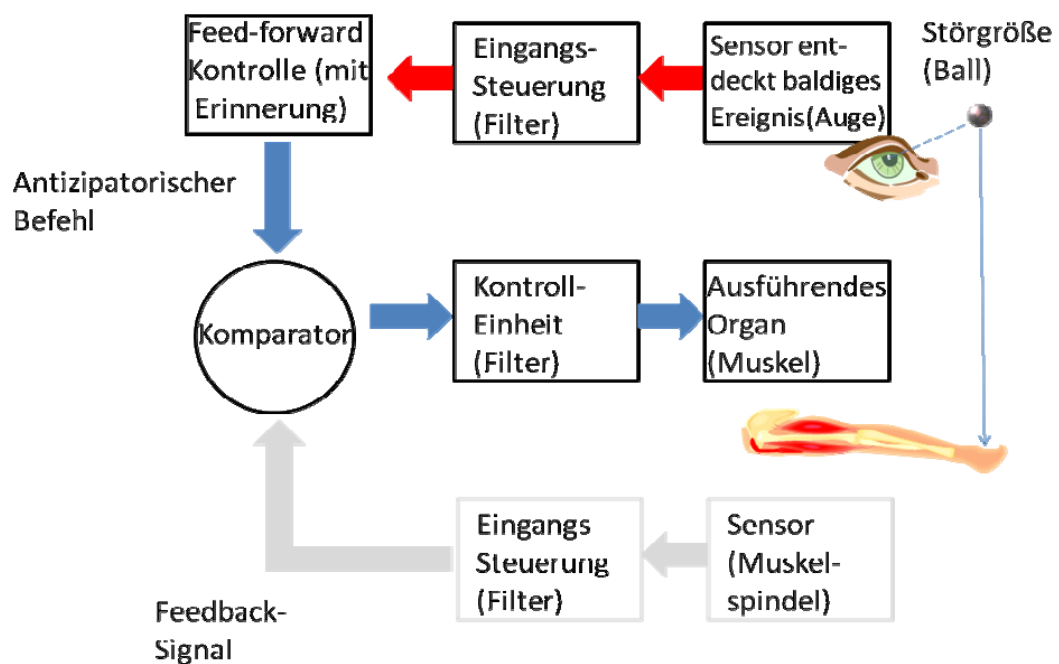 Feed-forward
Kontrolle (mit
Erinnerung)
Eingangs-
Steuerung
(Filter)
Sensor ent-
deckt baldiges
Ereignis(Auge)
Störgröße
(Ball)
Antizipatorischer
Befehl
Komparator
Kontroll-
Einheit
(Filter)
Ausführendes
Organ
(Muskel)
Eingangs
Steuerung
(Filter)
Sensor
(Muskel-
spindel)
Feedback-
Signal